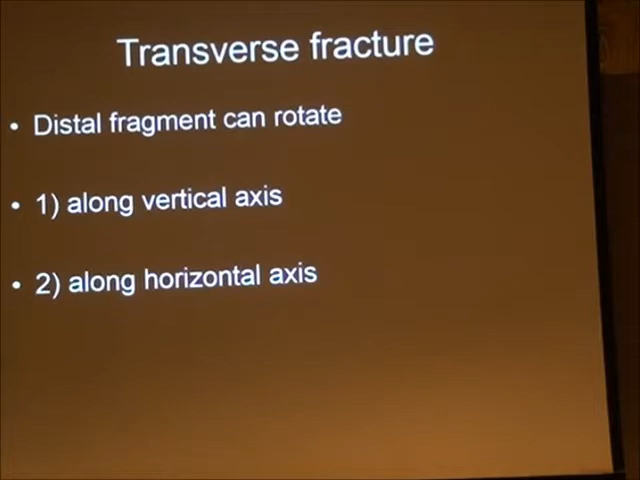 Transverse fracture
• Distal fragment can rotate
• 1) along vertical axis
• 2) along horizontal axis